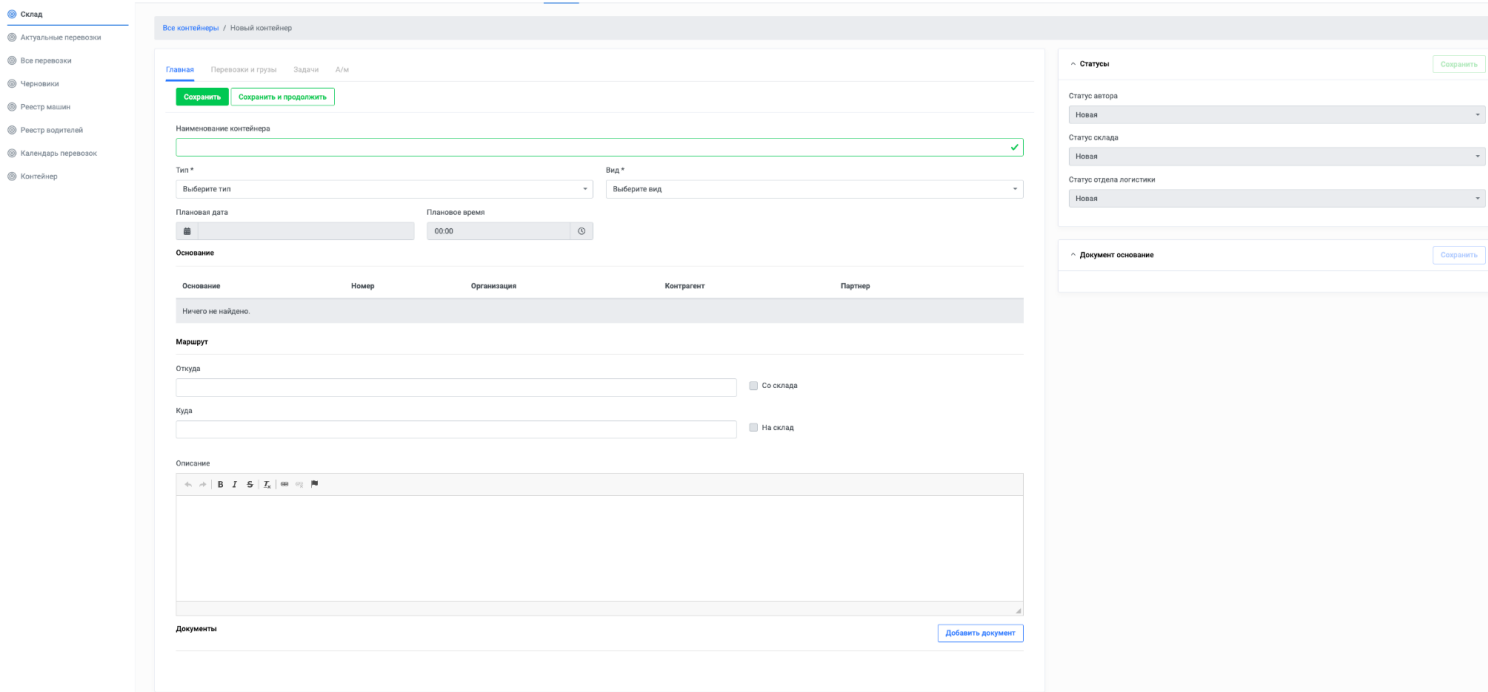 Склад
Актуальные перевозки
Все перевозки
Черновики
Реестр машин
Реестр водителей
Календарь перевозок
Контейнер
Все контейнеры / Новый контейнер
Главная Перевозки и грузы Задачи А/м
Сохранить Сохранить и продолжить
Наименование контейнера
Тип * Вид *
Выберите тип Выберите вид
Плановая дата Плановое время
00:00
Основание
Основание Номер Организация Контрагент Партнер
Ничего не найдено.
Маршрут
Откуда
Со склада
Куда
На склад
Описание
B I S Tx
Документы Добавить документ
Статусы Сохранить
Статус автора
Новая
Статус склада
Новая
Статус отдела логистики
Новая
Документ основание Сохранить